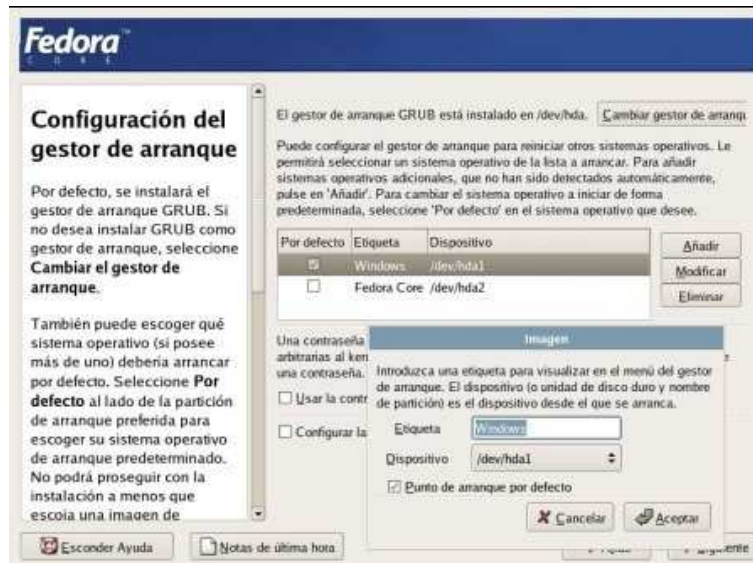 Fedora
CORE
Configuración del
gestor de arranque
Por defecto, se instalará el
gestor de arranque GRUB. Si
no desea instalar GRUB como
gestor de arranque, seleccione
Cambiar el gestor de
arranque.
También puede escoger qué
sistema operativo (si posee
más de uno) debería arrancar
por defecto. Seleccione Por
defecto al lado de la partición
de arranque preferida para
escoger su sistema operativo
de arranque predeterminado.
No podrá proseguir con la
instalación a menos que
escoja una imagen de
El gestor de arranque GRUB está instalado en /dev/hda. Cambiar gestor de arranqu
Puede configurar el gestor de arranque para reiniciar otros sistemas operativos. Le
permitirá seleccionar un sistema operativo de la lista a arrancar. Para añadir
sistemas operativos adicionales, que no han sido detectados automáticamente,
pulse en 'Añadir'. Para cambiar el sistema operativo a iniciar de forma
predeterminada, seleccione 'Por defecto' en el sistema operativo que desee.
Por defecto Etiqueta Dispositivo
Windows /dev/hda1
Fedora Core /dev/hda2
Añadir
Modificar
Eliminar
Una contraseña
arbitrarias al ker
una contraseña.
Usar la contr
Configurar la
Imagen
Introduzca una etiqueta para visualizar en el menú del gestor
de arranque. El dispositivo (o unidad de disco duro y nombre
de partición) es el dispositivo desde el que se arranca.
Etiqueta Windows
Dispositivo /dev/hda1
Punto de arranque por defecto
Cancelar Aceptar
Esconder Ayuda Notas de última hora